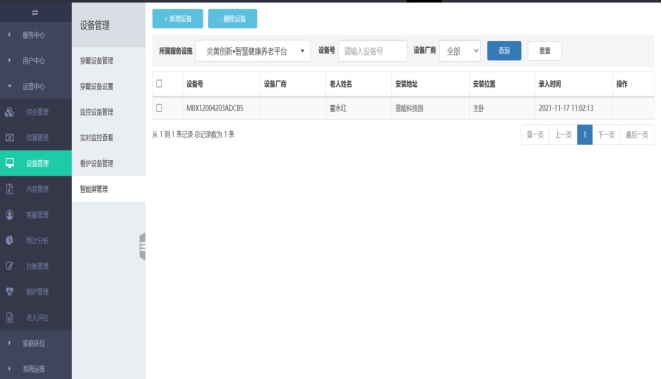 服务中心
用户中心
运营中心
综合管理
结算管理
设备管理
内容管理
客服管理
统计分析
台账管理
照护管理
老人评估
家庭床位
系统运维
设备管理
穿戴设备管理
穿戴设备设置
监控设备管理
实时监控查看
看护设备管理
智能屏管理
+ 新增设备 - 删除设备
所属服务设施 炎黄创新•智慧健康养老平台 设备号 请输入设备号 设备厂商 全部 查询 重置
设备号 设备厂商 老人姓名 安装地址 安装位置 录入时间 操作
MBX12004203ADCB5 霍永红 普能科技园 主卧 2021-11-17 11:02:13
从 1 到 1 条记录 总记录数为 1 条
第一页 上一页 1 下一页 最后一页